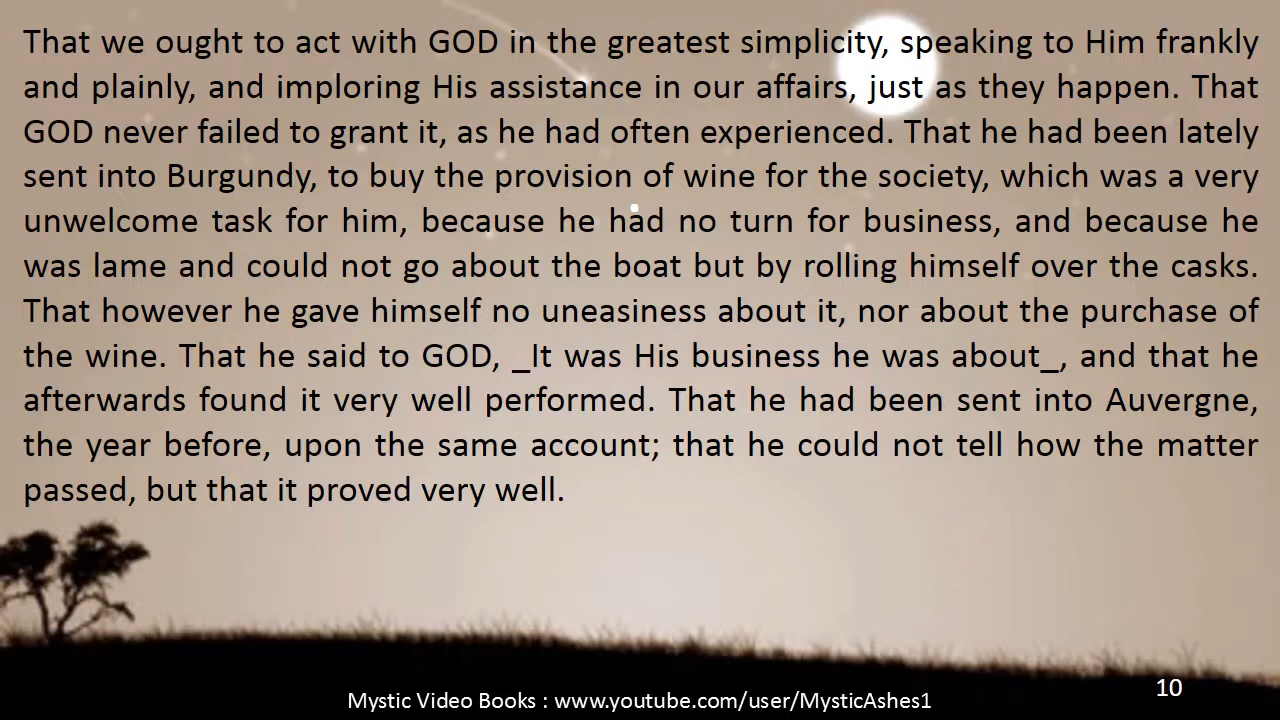 That we ought to act with GOD in the greatest simplicity, speaking to Him frankly
and plainly, and imploring His assistance in our affairs, just as they happen. That
GOD never failed to grant it, as he had often experienced. That he had been lately
sent into Burgundy, to buy the provision of wine for the society, which was a very
unwelcome task for him, because he had no turn for business, and because he
was lame and could not go about the boat but by rolling himself over the casks.
That however he gave himself no uneasiness about it, nor about the purchase of
the wine. That he said to GOD, _It was His business he was about_, and that he
afterwards found it very well performed. That he had been sent into Auvergne,
the year before, upon the same account; that he could not tell how the matter
passed, but that it proved very well.
10
Mystic Video Books : www.youtube.com/user/MysticAshes1